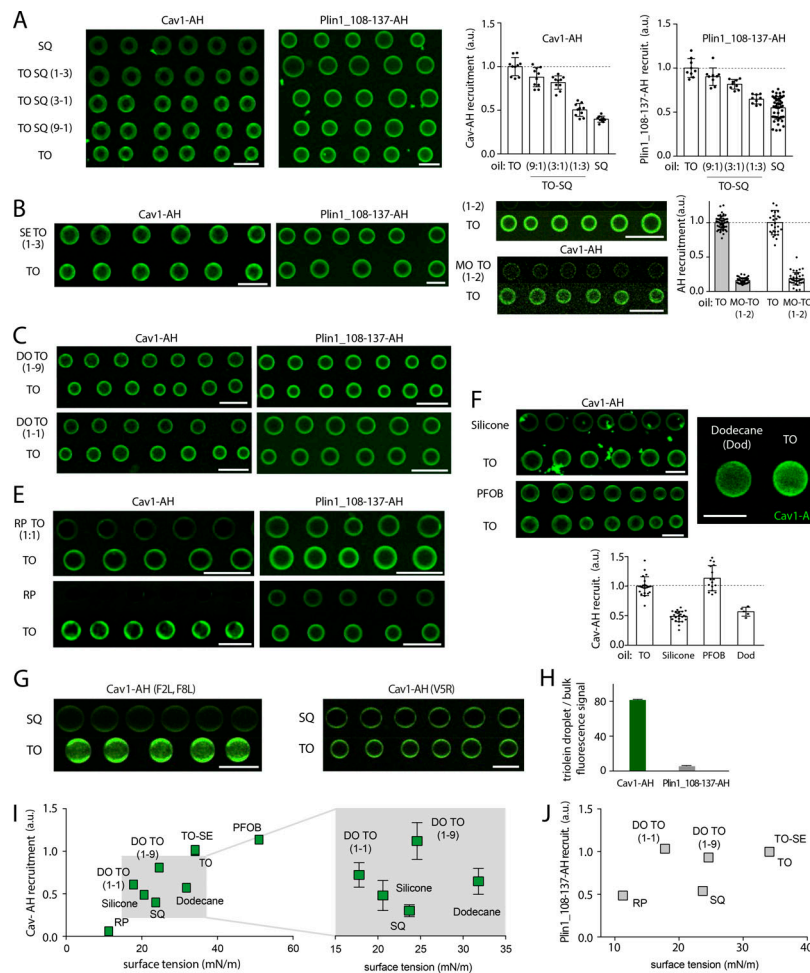 A
Cav1-AH
Plin1_108-137-AH
SQ
TO SQ (1-3)
TO SQ (3-1)
TO SQ (9-1)
TO
Cav1-AH
Cav-AH recruitment (a.u.)
1.5
1.0
0.5
0.0
oil: TO (9:1) (3:1) (1:3) SQ
TO-SQ
Plin1_108-137-AH
Plin1_108-137-AH recruit. (a.u.)
1.5
1.0
0.5
0.0
oil: TO (9:1) (3:1) (1:3) SQ
TO-SQ
B
Cav1-AH
Plin1_108-137-AH
SE TO
(1-3)
TO
(1-2)
TO
Cav1-AH
MO TO
(1-2)
TO
AH recruitment (a.u.)
1.5
1.0
0.5
0.0
oil: TO MO-TO TO MO-TO
(1-2) (1-2)
C
Cav1-AH
Plin1_108-137-AH
DO TO
(1-9)
TO
DO TO
(1-1)
TO
E
Cav1-AH
Plin1_108-137-AH
RP TO
(1:1)
TO
RP
TO
F
Cav1-AH
Silicone
TO
PFOB
TO
Dodecane
(Dod)
TO
Cav1-A
Cav-AH recruit. (a.u.)
1.5
1.0
0.5
0
oil: TO Silicone PFOB Dod
G
Cav1-AH (F2L, F8L)
SQ
TO
Cav1-AH (V5R)
SQ
TO
H
triolein droplet / bulk
fluorescence signal
80
40
0
Cav1-AH Plin1_108-137-AH
I
Cav- AH recruitment (a.u.)
1.5
1.0
0.5
0
0 20 40 60
surface tension (mN/m)
PFOB
TO-SE
TO
DO TO
(1-9)
DO TO
(1-1)
Silicone
SQ
Dodecane
RP
DO TO
(1-1)
DO TO
(1-9)
Silicone
SQ
Dodecane
15 20 25 30 35
surface tension (mN/m)
J
Plin1_108-137-AH recruit. (a.u.)
1.5
1.0
0.5
0
DO TO
(1-1)
DO TO
(1-9)
TO-SE
TO
RP
SQ
10 20 30 40
surface tension (mN/m)